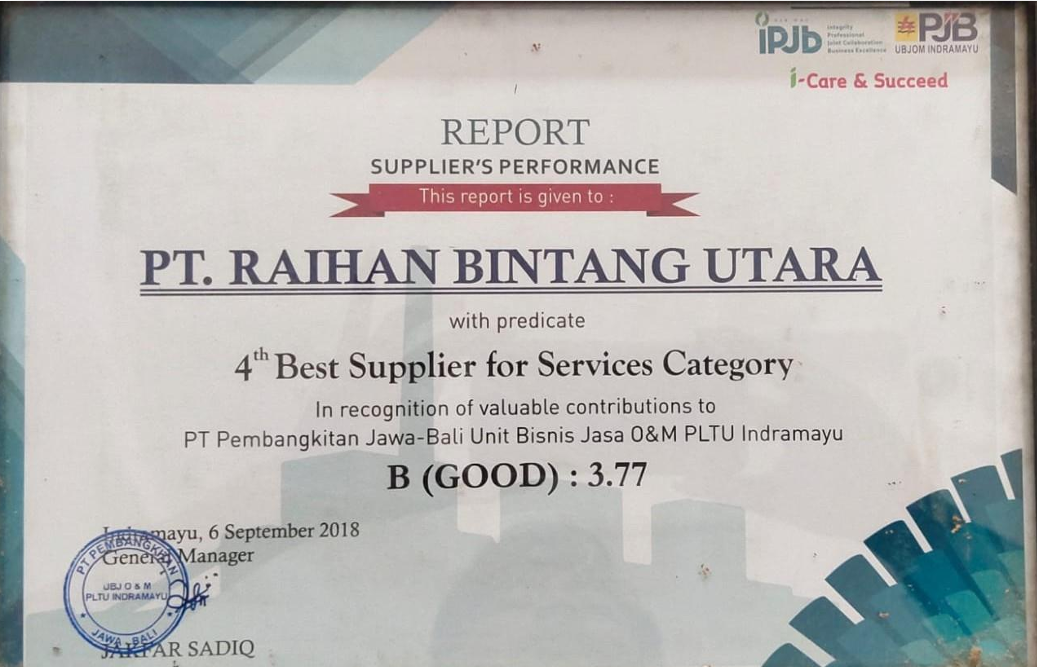 iPJb
Integrity
Professional
Joint Collaboration
Business Excellence
PJB
UBJOM INDRAMAYU
i-Care & Succeed
REPORT
SUPPLIER'S PERFORMANCE
This report is given to :
PT. RAIHAN BINTANG UTARA
with predicate
4th Best Supplier for Services Category
In recognition of valuable contributions to
PT Pembangkitan Jawa-Bali Unit Bisnis Jasa O&M PLTU Indramayu
B (GOOD) : 3.77
Indramayu, 6 September 2018
General Manager
PT PEMBANGKITAN
UBJ O & M
PLTU INDRAMAYU
JAWA - BALI
JAKFAR SADIQ